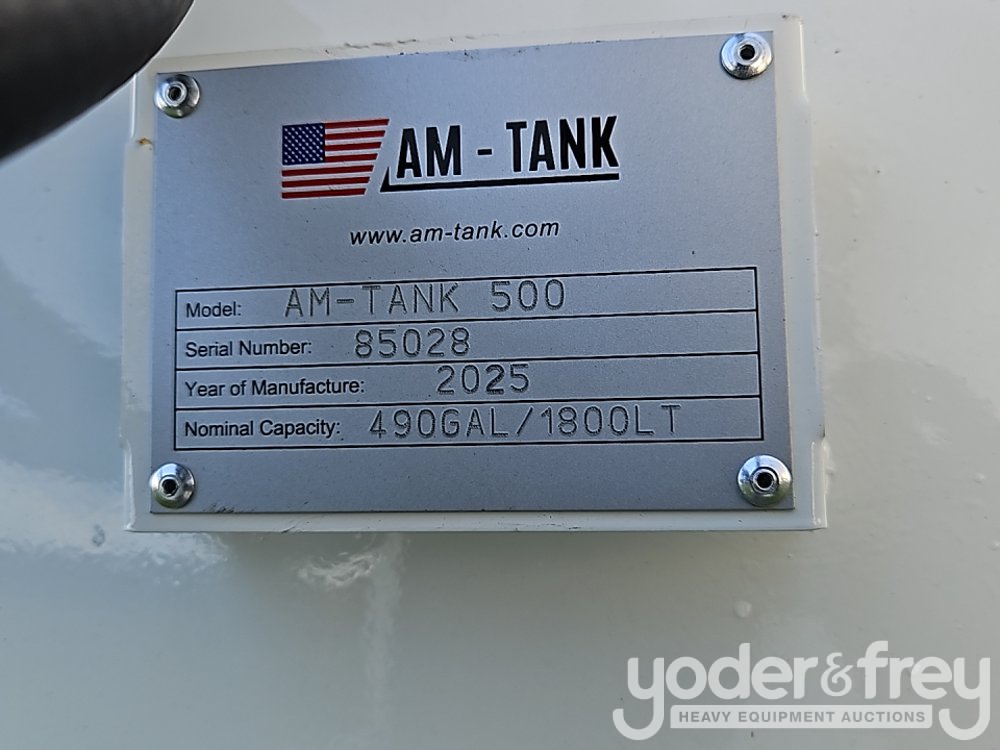 AM - TANK
www.am-tank.com
Model: AM-TANK 500
Serial Number: 85028
Year of Manufacture: 2025
Nominal Capacity: 490GAL/1800LT
yoder&frey
HEAVY EQUIPMENT AUCTIONS